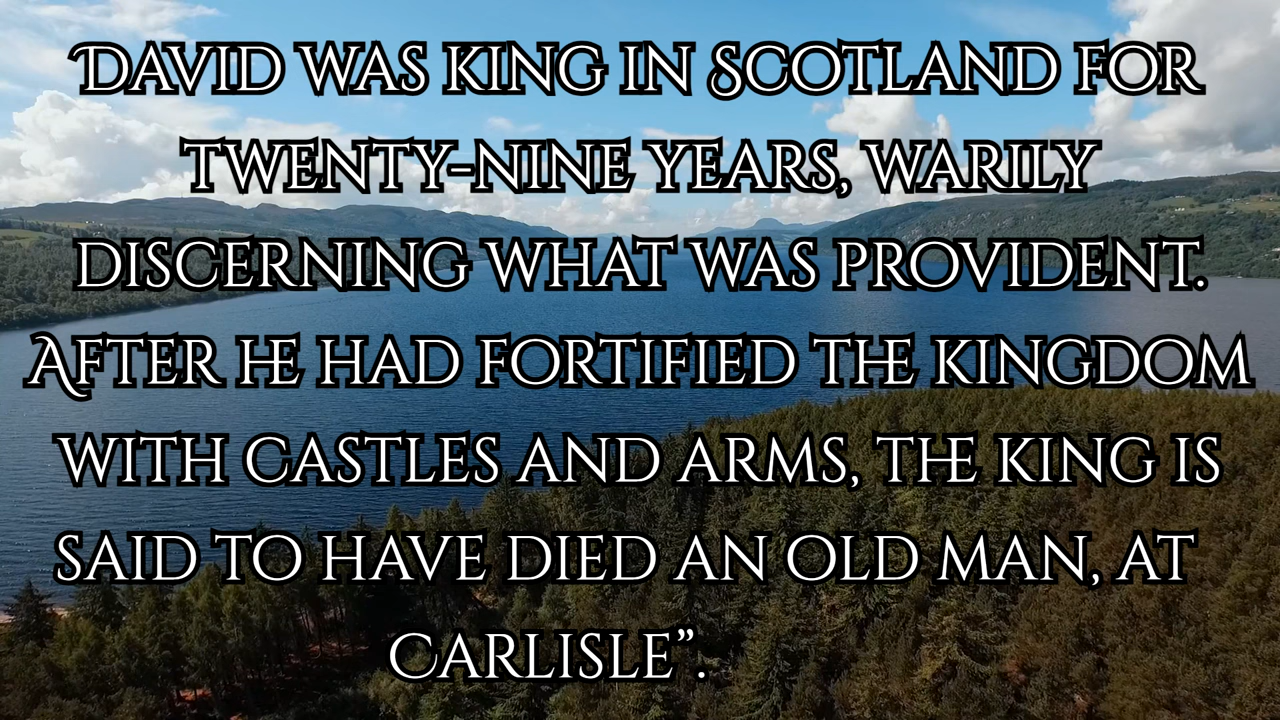 David was king in Scotland for
twenty-nine years, warily
discerning what was provident.
After he had fortified the kingdom
with castles and arms, the king is
said to have died an old man, at
Carlisle”.